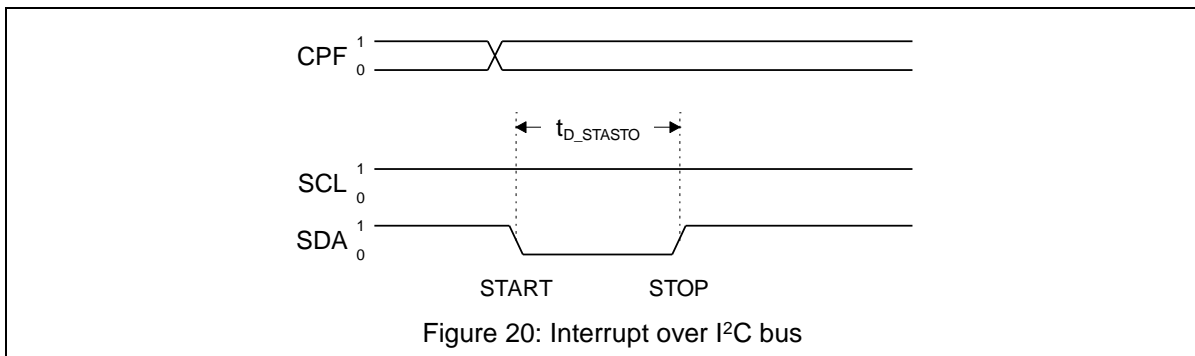 CPF 1
0
t_D_STASTO
SCL 1
0
SDA 1
0
START STOP
Figure 20: Interrupt over I²C bus